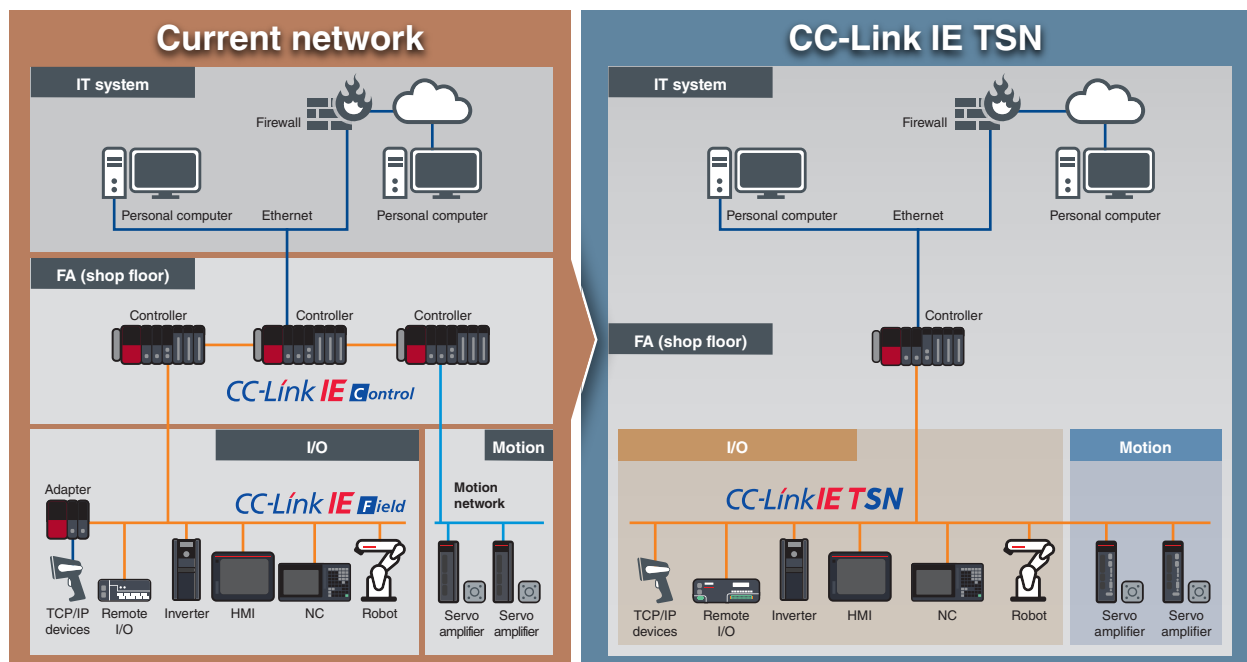 Current network
IT system
Firewall
Personal computer
Ethernet
Personal computer
FA (shop floor)
Controller
Controller
Controller
CC-Link IE Control
I/O
Motion
Adapter
CC-Link IE Field
Motion
network
TCP/IP
devices
Remote
I/O
Inverter
HMI
NC
Robot
Servo
amplifier
Servo
amplifier
CC-Link IE TSN
IT system
Firewall
Personal computer
Ethernet
Personal computer
Controller
FA (shop floor)
I/O
Motion
CC-Link IE TSN
TCP/IP
devices
Remote
I/O
Inverter
HMI
NC
Robot
Servo
amplifier
Servo
amplifier